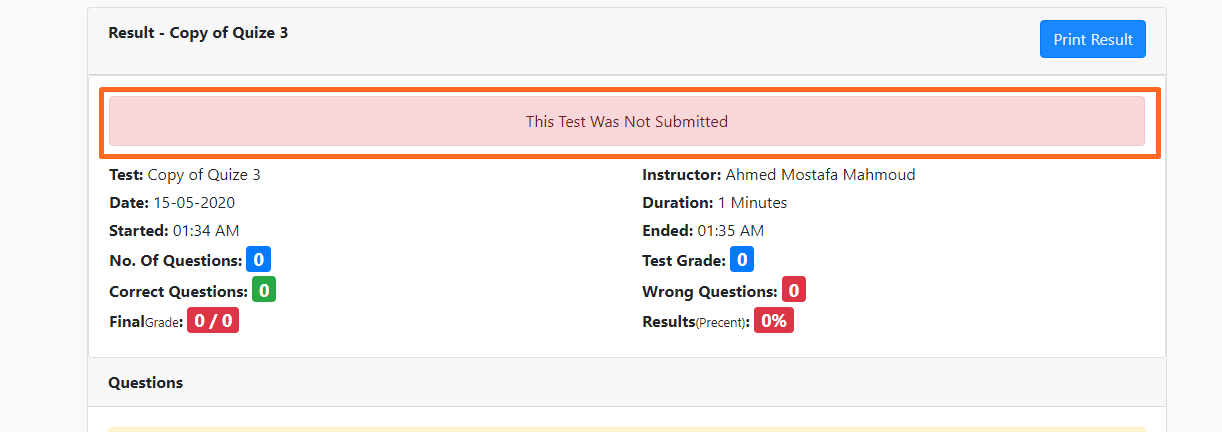 Result - Copy of Quize 3
Print Result
This Test Was Not Submitted
Test: Copy of Quize 3
Instructor: Ahmed Mostafa Mahmoud
Date: 15-05-2020
Duration: 1 Minutes
Started: 01:34 AM
Ended: 01:35 AM
No. Of Questions: 0
Test Grade: 0
Correct Questions: 0
Wrong Questions: 0
FinalGrade: 0 / 0
Results(Precent): 0%
Questions